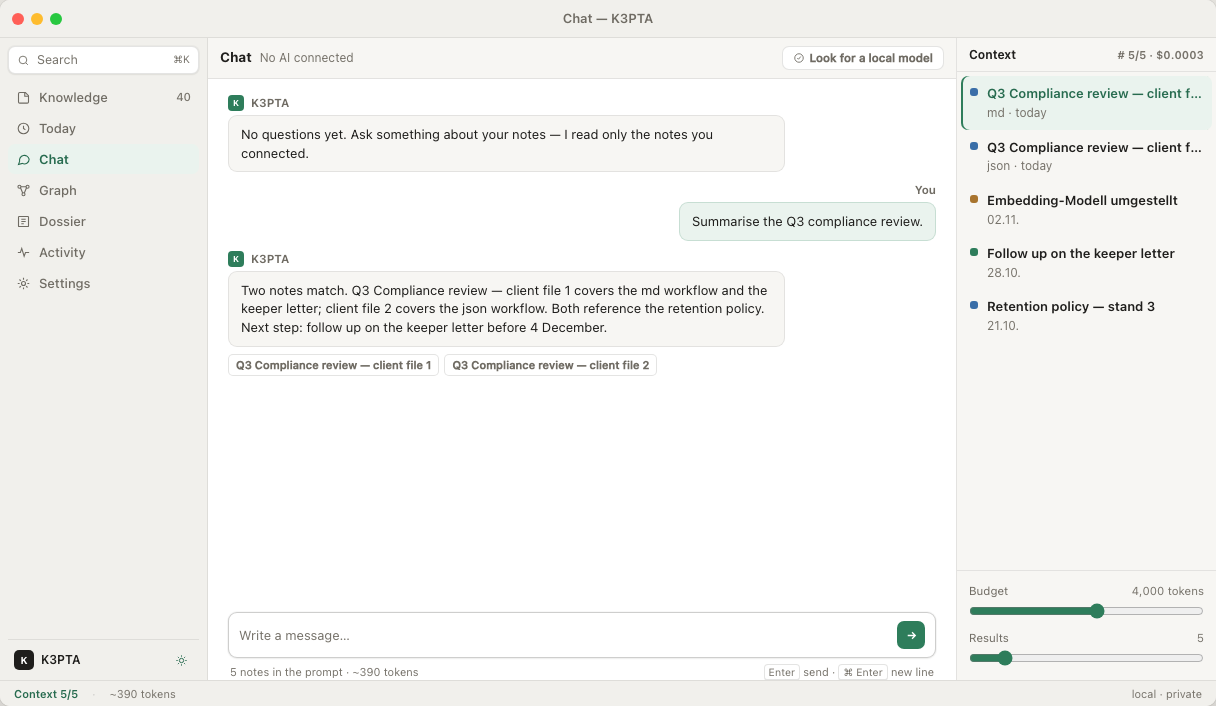 Chat — K3PTA
Search ⌘K
Knowledge 40
Today
Chat
Graph
Dossier
Activity
Settings
K K3PTA
Chat No AI connected
Look for a local model
K K3PTA
No questions yet. Ask something about your notes — I read only the notes you
connected.
You
Summarise the Q3 compliance review.
K K3PTA
Two notes match. Q3 Compliance review — client file 1 covers the md workflow and the
keeper letter; client file 2 covers the json workflow. Both reference the retention policy.
Next step: follow up on the keeper letter before 4 December.
Q3 Compliance review — client file 1 Q3 Compliance review — client file 2
Write a message...
5 notes in the prompt · ~390 tokens
Enter send · ⌘ Enter new line
Context # 5/5 · $0.0003
Q3 Compliance review — client f...
md · today
Q3 Compliance review — client f...
json · today
Embedding-Modell umgestellt
02.11.
Follow up on the keeper letter
28.10.
Retention policy — stand 3
21.10.
Budget 4,000 tokens
Results 5
Context 5/5 · ~390 tokens
local · private